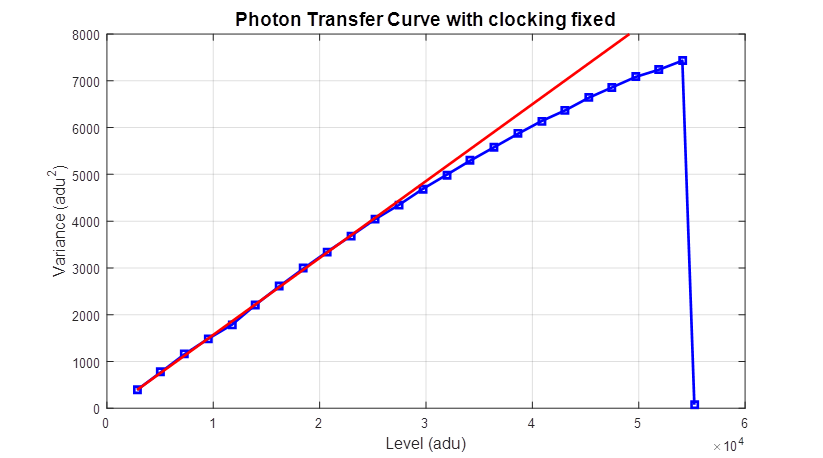 Photon Transfer Curve with clocking fixed
8000
7000
6000
5000
4000
3000
2000
1000
0
Variance (adu²)
0 1 2 3 4 5 6
Level (adu)
×10⁴